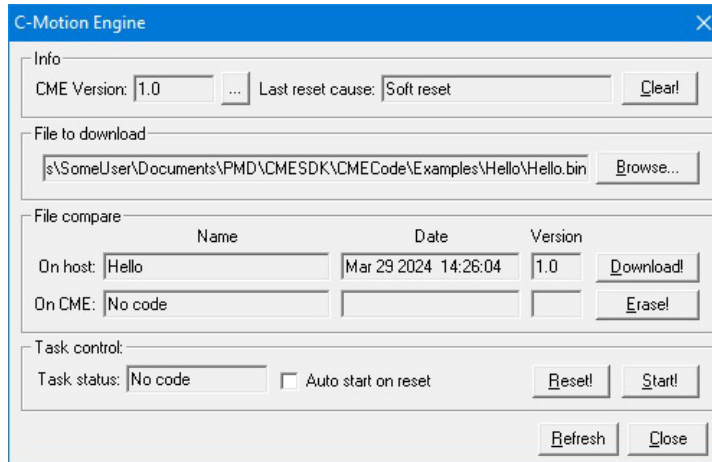 C-Motion Engine
Info
CME Version: 1.0 ... Last reset cause: Soft reset Clear!
File to download
s\SomeUser\Documents\PMD\CMESDK\CMECode\Examples\Hello\Hello.bin Browse...
File compare
Name Date Version
On host: Hello Mar 29 2024 14:26:04 1.0 Download!
On CME: No code Erase!
Task control:
Task status: No code Auto start on reset Reset! Start!
Refresh Close